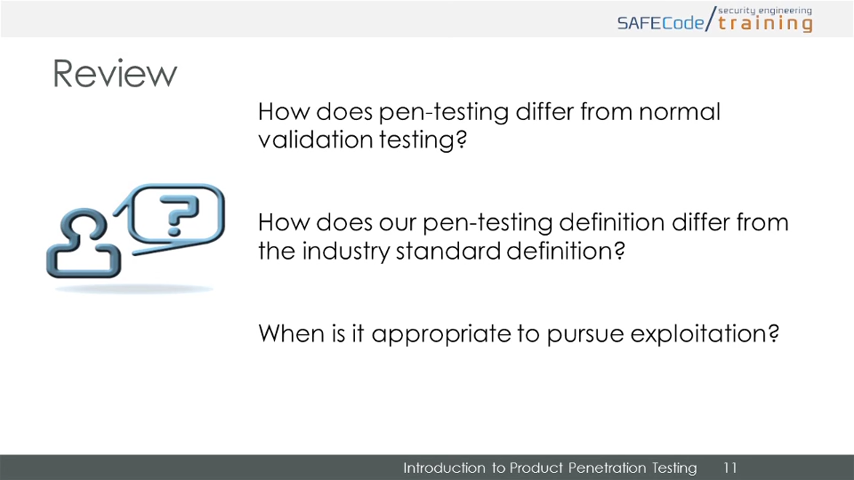 security engineering
SAFECode/training
Review
How does pen-testing differ from normal
validation testing?
?
How does our pen-testing definition differ from
the industry standard definition?
When is it appropriate to pursue exploitation?
Introduction to Product Penetration Testing 11